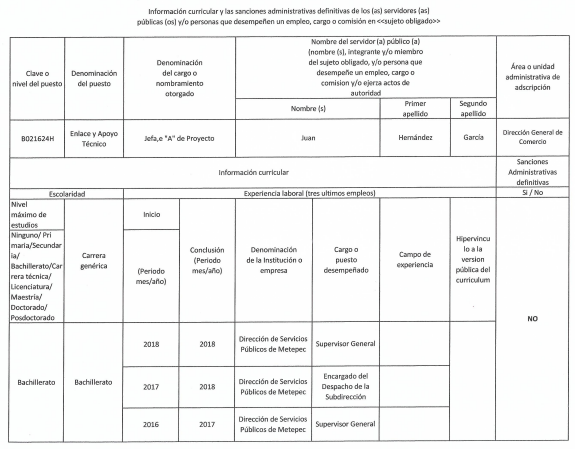 Información curricular y las sanciones administrativas definitivas de los (as) servidores (as)
públicas (os) y/o personas que desempeñen un empleo, cargo o comisión en <<sujeto obligado>>
Clave o
nivel del puesto
Denominación
del puesto
Denominación
del cargo o
nombramiento
otorgado
Nombre del servidor (a) público (a)
(nombre (s), integrante y/o miembro
del sujeto obligado, y/o persona que
desempeñe un empleo, cargo o
comision y/o ejerza actos de
autoridad
Área o unidad
administrativa de
adscripción
Nombre (s)
Primer
apellido
Segundo
apellido
B021624H
Enlace y Apoyo
Técnico
Jefa,e "A" de Proyecto
Juan
Hernández
García
Dirección General de
Comercio
Información curricular
Sanciones
Administrativas
definitivas
Escolaridad
Experiencia laboral (tres ultimos empleos)
Si / No
Nivel
máximo de
estudios
Ninguno/ Pri
maria/Secundar
ia/
Bachillerato/Car
rera técnica/
Licenciatura/
Maestría/
Doctorado/
Posdoctorado
Carrera
genérica
Inicio
(Periodo
mes/año)
Conclusión
(Periodo
mes/año)
Denominación
de la Institución o
empresa
Cargo o
puesto
desempeñado
Campo de
experiencia
Hipervincu
lo a la
version
pública del
curriculum
NO
Bachillerato
Bachillerato
2018
2018
Dirección de Servicios
Públicos de Metepec
Supervisor General
2017
2018
Dirección de Servicios
Públicos de Metepec
Encargado del
Despacho de la
Subdirección
2016
2017
Dirección de Servicios
Públicos de Metepec
Supervisor General